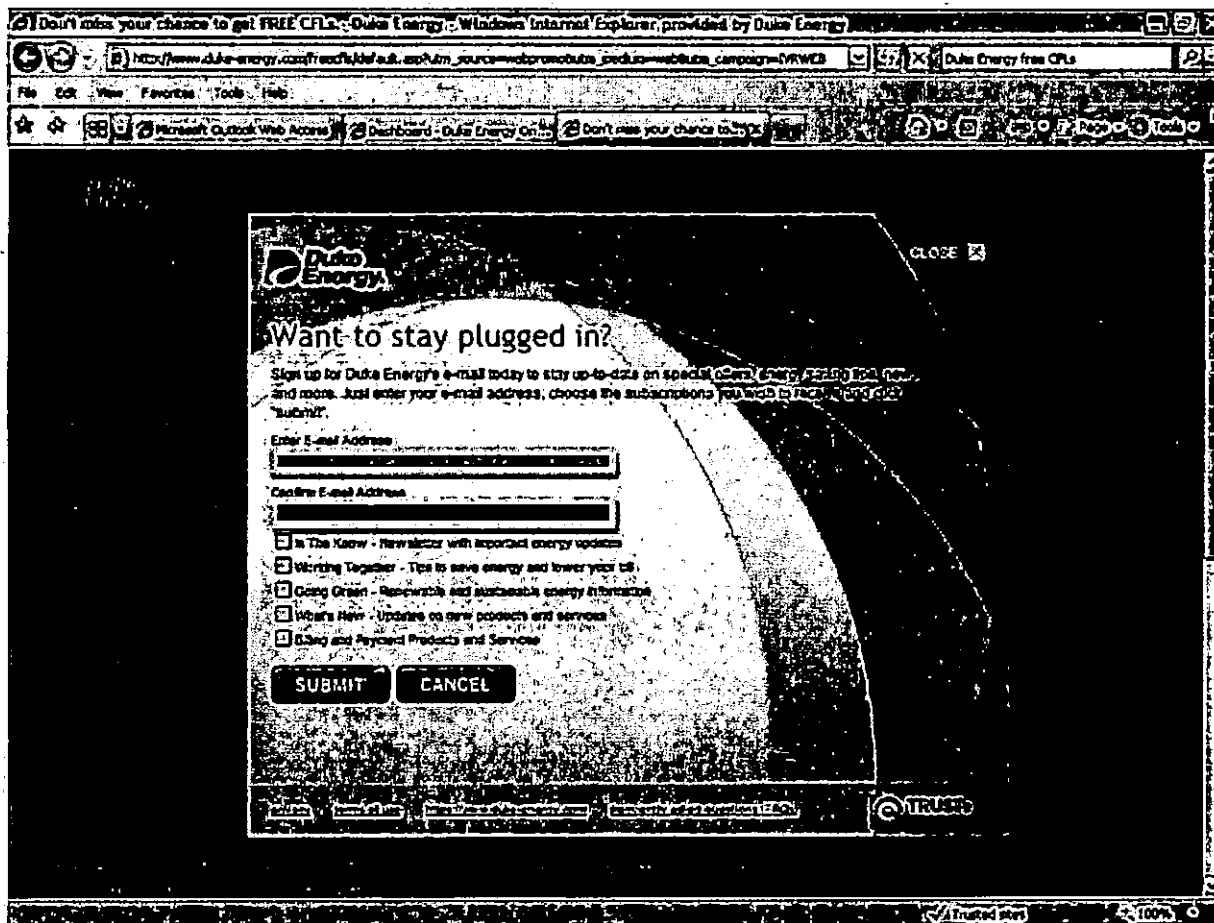 Don't miss your chance to get FREE CFLs. - Duke Energy - Windows Internet Explorer provided by Duke Energy
Duke Energy free CFLs
File Edit View Favorites Tools Help
Microsoft Outlook Web Access Dashboard - Duke Energy On... Don't miss your chance to... Page Tools
CLOSE
Duke
Energy.
Want to stay plugged in?
Sign up for Duke Energy's e-mail today to stay up-to-date on special offers, energy saving tips, news
and more. Just enter your e-mail address, choose the subscriptions you wish to receive and click
"submit".
Enter E-mail Address
Confirm E-mail Address
In The Know - Newsletter with important energy updates
Working Together - Tips to save energy and lower your bill
Going Green - Renewable and sustainable energy information
What's New - Updates on new products and services
Billing and Payment Products and Services
SUBMIT CANCEL
TRUSTe
Trusted sites 100%